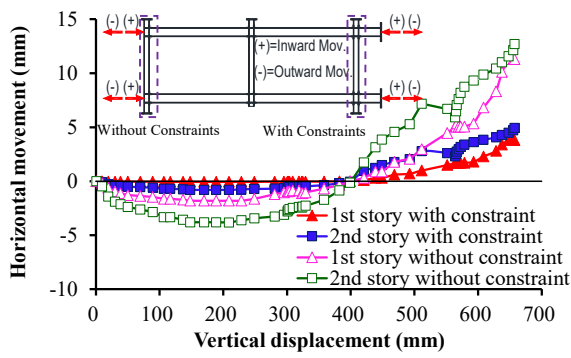 Horizontal movement (mm)
15
10
5
0
-5
-10
(-) (+)
(+) (-)
(+)=Inward Mov.
(-)=Outward Mov.
(-) (+)
(+) (-)
Without Constraints
With Constraints
1st story with constraint
2nd story with constraint
1st story without constraint
2nd story without constraint
0 100 200 300 400 500 600 700
Vertical displacement (mm)